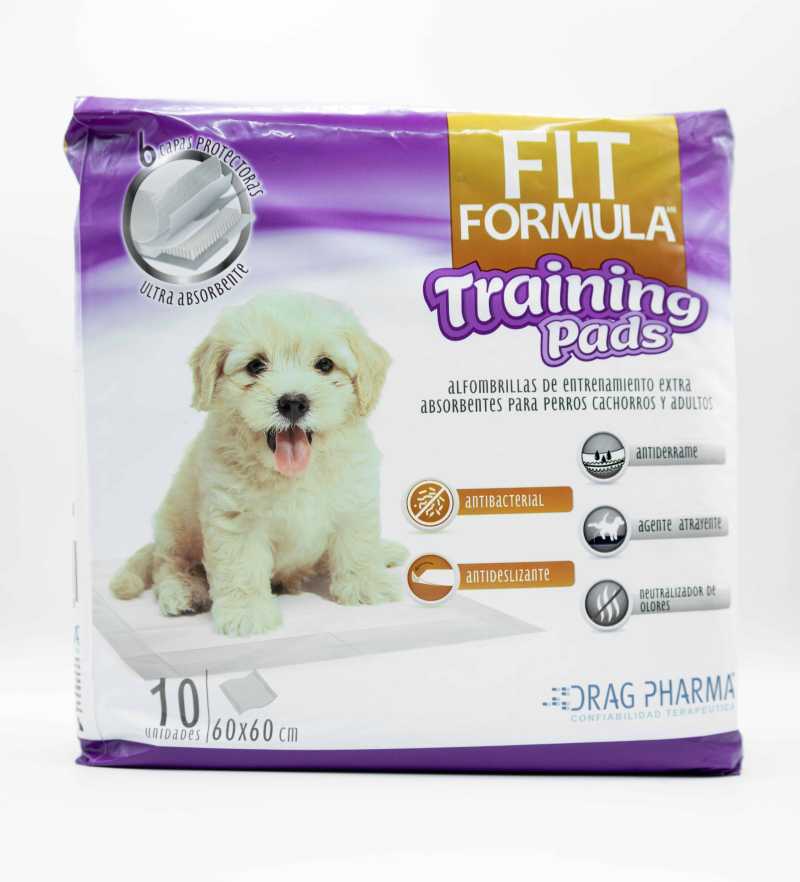 6 CAPAS PROTECTORAS
ULTRA ABSORBENTE
FIT
FORMULA
Training
Pads
ALFOMBRILLAS DE ENTRENAMIENTO EXTRA
ABSORBENTES PARA PERROS CACHORROS Y ADULTOS
ANTIDERRAME
ANTIBACTERIAL
AGENTE ATRAYENTE
ANTIDESLIZANTE
NEUTRALIZADOR DE
OLORES
10
UNIDADES
60x60 cm
DRAG PHARMA
CONFIABILIDAD TERAPEUTICA